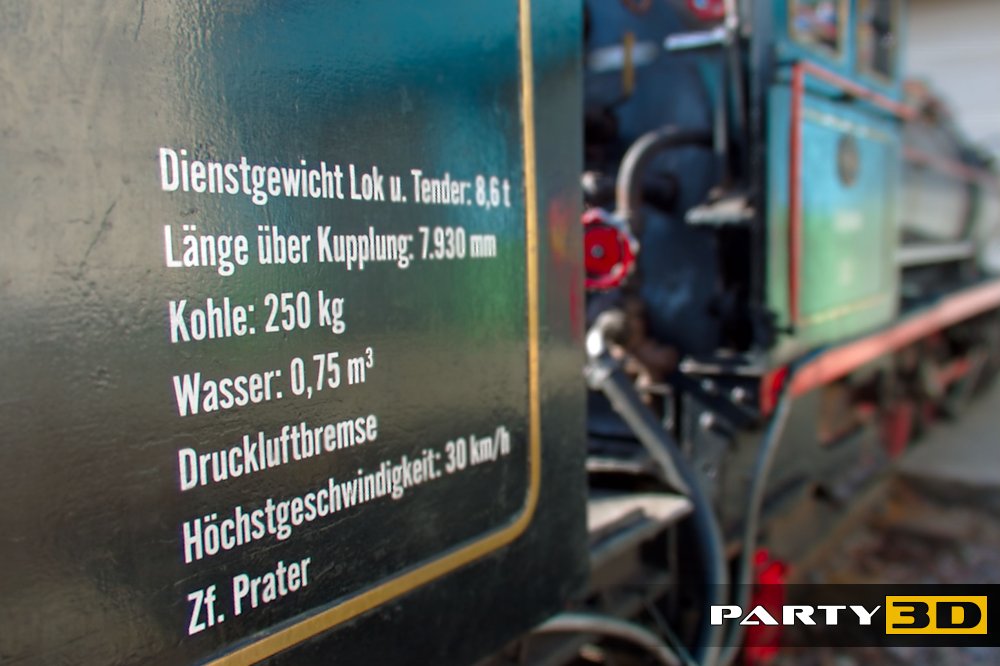 Dienstgewicht Lok u. Tender: 8,6 t
Länge über Kupplung: 7.930 mm
Kohle: 250 kg
Wasser: 0,75 m³
Druckluftbremse
Höchstgeschwindigkeit: 30 km/h
Zf. Prater
PARTY 3D